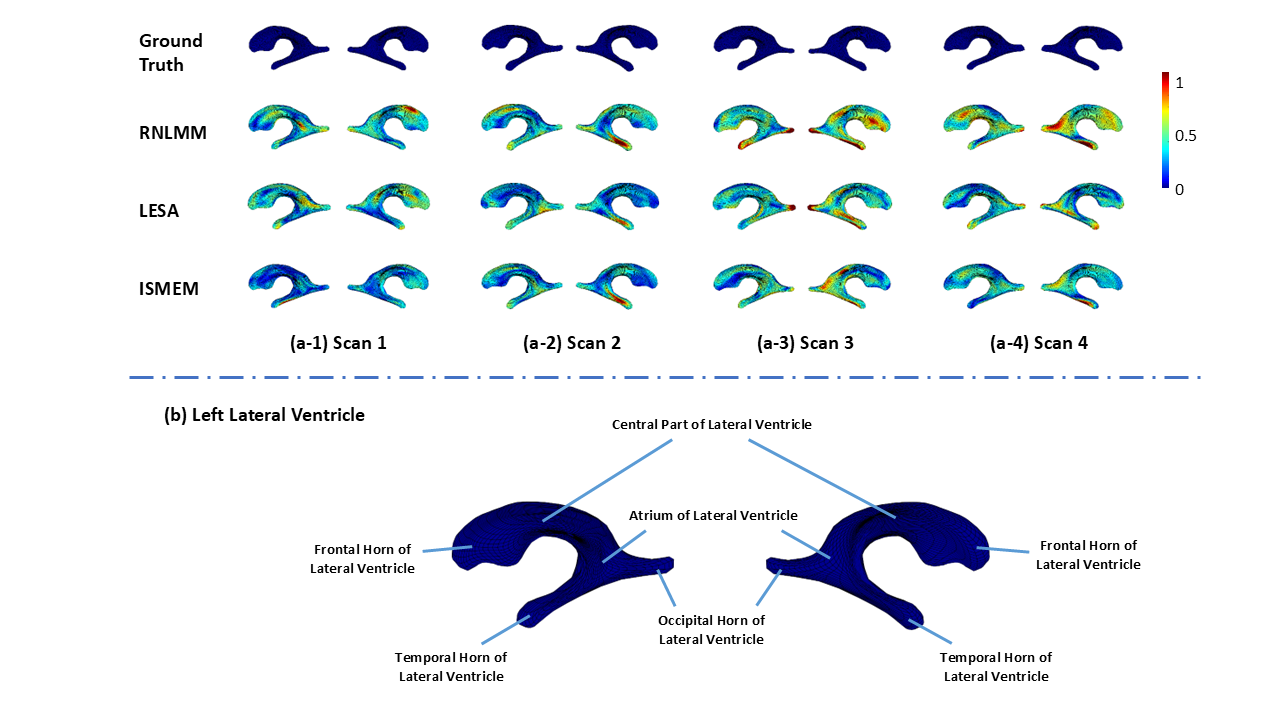 Ground
Truth
RNLMM
LESA
ISMEM
1
0.5
0
(a-1) Scan 1
(a-2) Scan 2
(a-3) Scan 3
(a-4) Scan 4
(b) Left Lateral Ventricle
Central Part of Lateral Ventricle
Atrium of Lateral Ventricle
Frontal Horn of
Lateral Ventricle
Frontal Horn of
Lateral Ventricle
Occipital Horn of
Lateral Ventricle
Temporal Horn of
Lateral Ventricle
Temporal Horn of
Lateral Ventricle